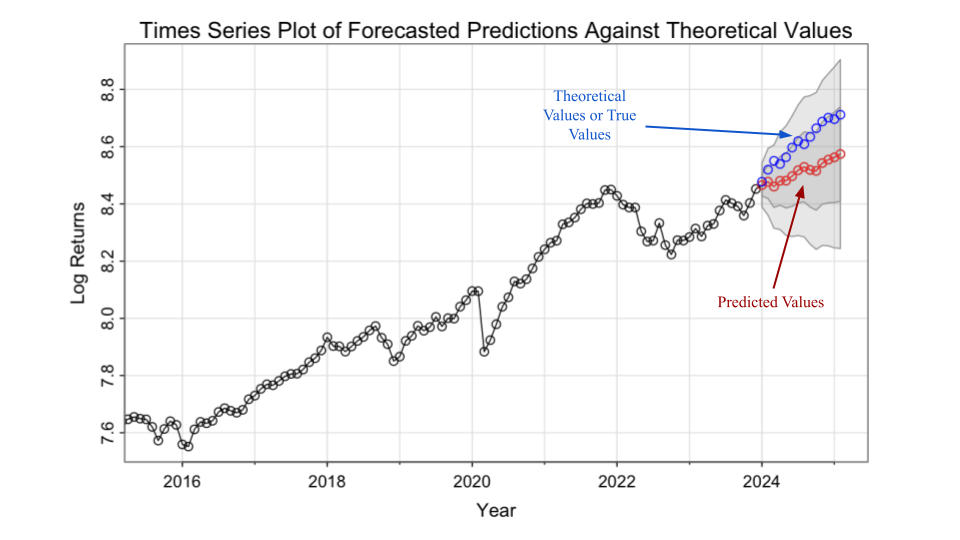 Times Series Plot of Forecasted Predictions Against Theoretical Values
Theoretical
Values or True
Values
Predicted Values
Log Returns
8.8
8.6
8.4
8.2
8.0
7.8
7.6
2016
2018
2020
2022
2024
Year